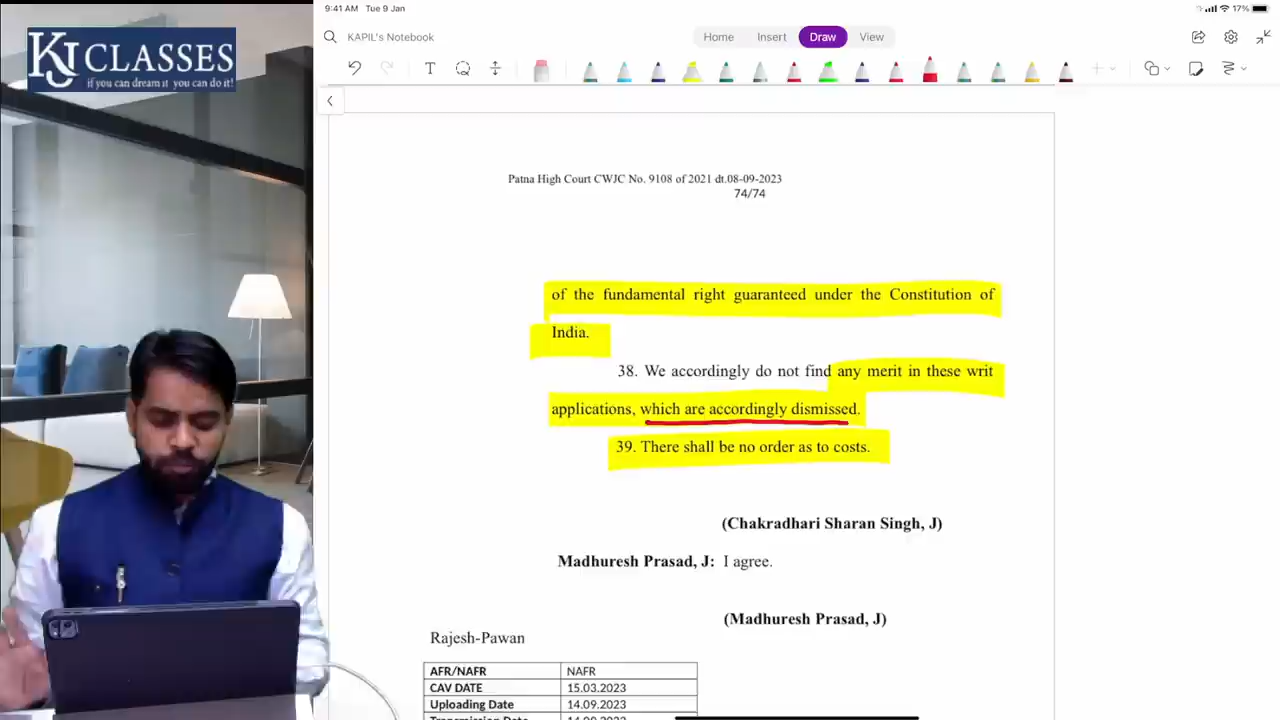 KJ CLASSES
if you can dream it you can do it!
9:41 AM Tue 9 Jan
17%
KAPIL's Notebook
Home Insert Draw View
T
Patna High Court CWJC No. 9108 of 2021 dt.08-09-2023
74/74
of the fundamental right guaranteed under the Constitution of
India.
38. We accordingly do not find any merit in these writ
applications, which are accordingly dismissed.
39. There shall be no order as to costs.
(Chakradhari Sharan Singh, J)
Madhuresh Prasad, J: I agree.
(Madhuresh Prasad, J)
Rajesh-Pawan
AFR/NAFR NAFR
CAV DATE 15.03.2023
Uploading Date 14.09.2023
Transmission Date